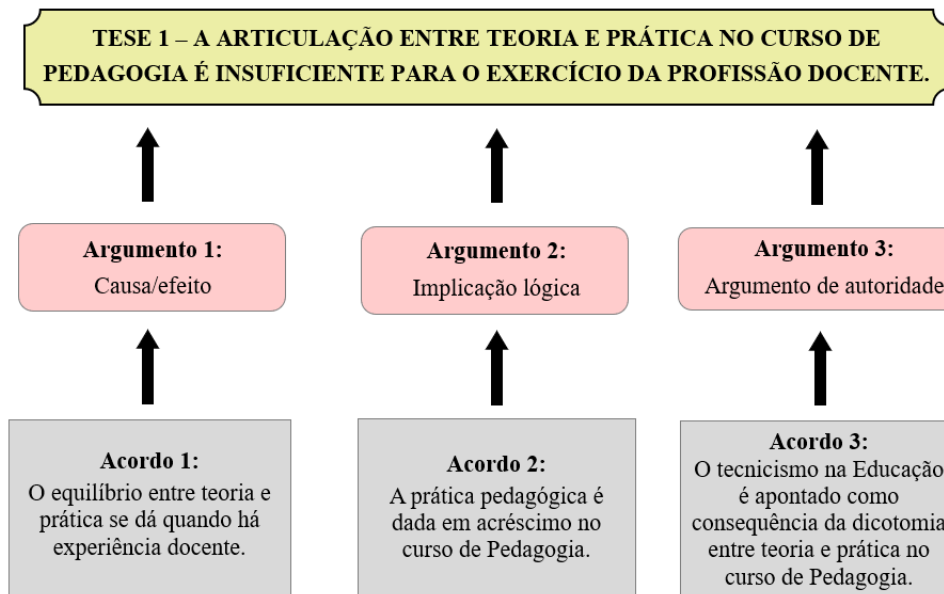 TESE 1 – A ARTICULAÇÃO ENTRE TEORIA E PRÁTICA NO CURSO DE
PEDAGOGIA É INSUFICIENTE PARA O EXERCÍCIO DA PROFISSÃO DOCENTE.
Argumento 1:
Causa/efeito
Argumento 2:
Implicação lógica
Argumento 3:
Argumento de autoridade
Acordo 1:
O equilíbrio entre teoria e
prática se dá quando há
experiência docente.
Acordo 2:
A prática pedagógica é
dada em acréscimo no
curso de Pedagogia.
Acordo 3:
O tecnicismo na Educação
é apontado como
consequência da dicotomia
entre teoria e prática no
curso de Pedagogia.